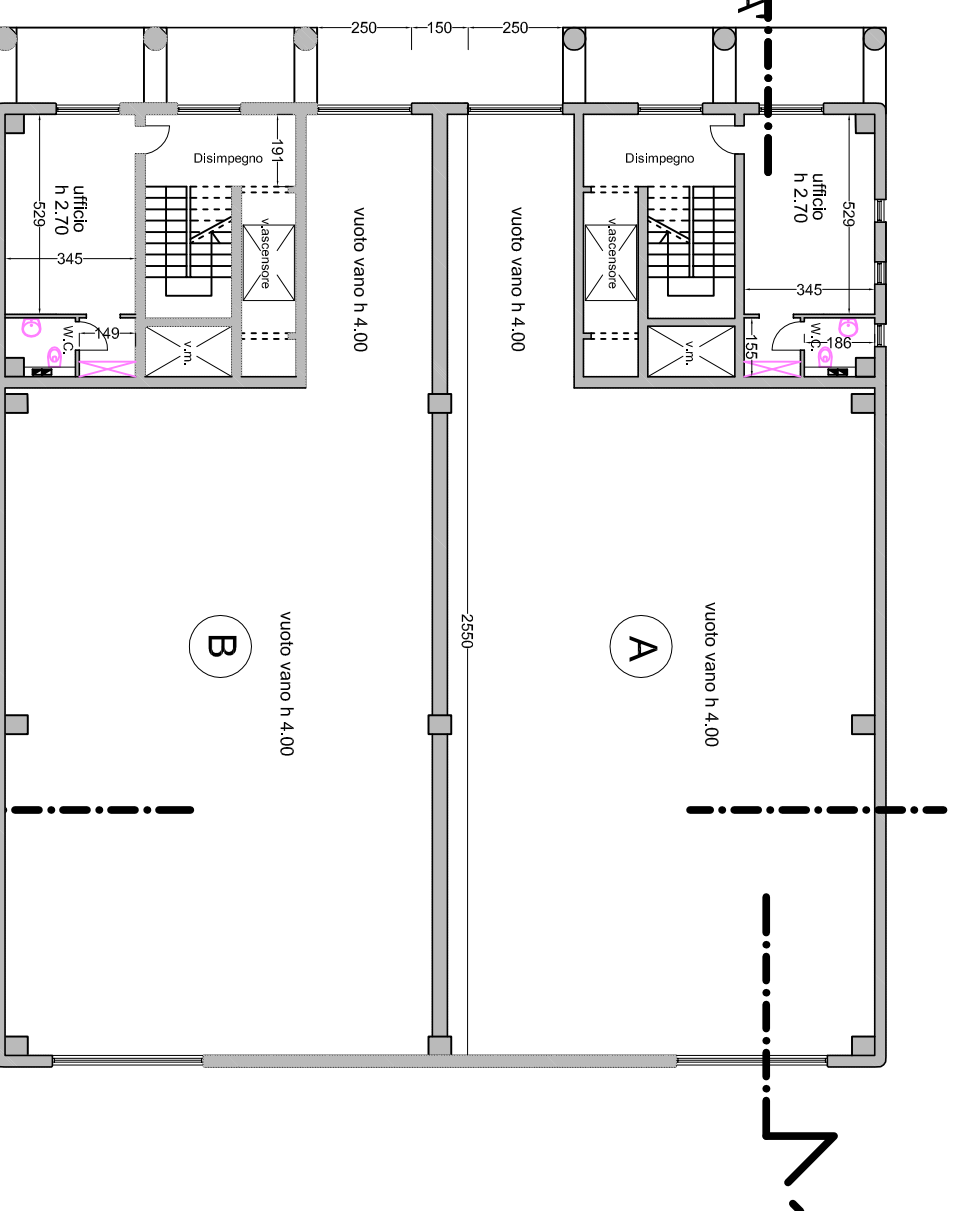 A
250
150
250
Disimpegno
191
Disimpegno
ufficio
h 2.70
529
345
v.ascensore
vuoto vano h 4.00
vuoto vano h 4.00
v.ascensore
ufficio
h 2.70
529
345
w.c.
149
v.m.
v.m.
155
w.c.
186
B
vuoto vano h 4.00
2550
A
vuoto vano h 4.00